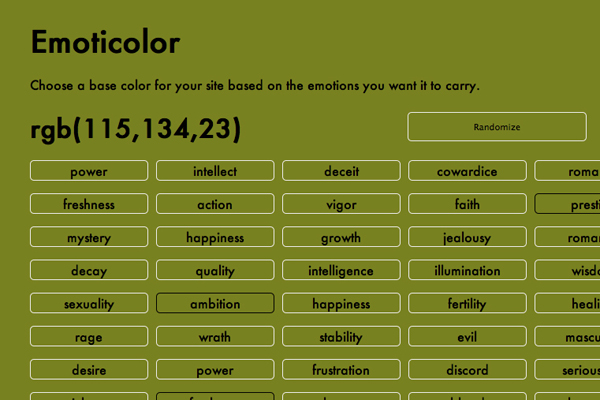 Emoticolor
Choose a base color for your site based on the emotions you want it to carry.
rgb(115,134,23)
Randomize
power intellect deceit cowardice roma
freshness action vigor faith presti
mystery happiness growth jealousy roma
decay quality intelligence illumination wisdo
sexuality ambition happiness fertility heali
rage wrath stability evil mascu
desire power frustration discord serious